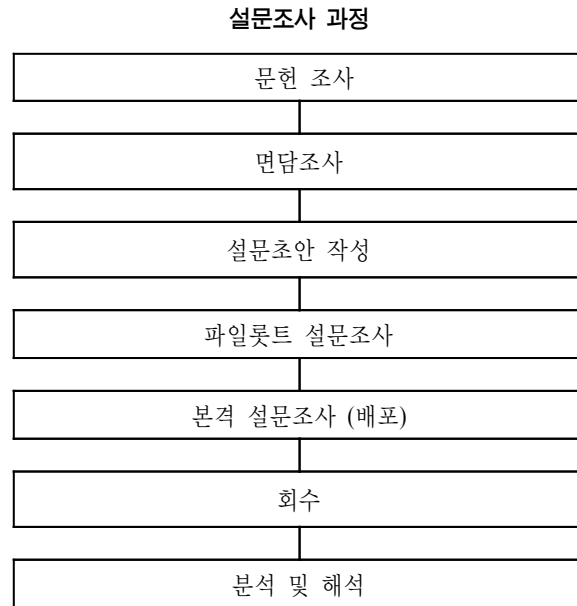 설문조사 과정
문헌 조사
면담조사
설문초안 작성
파일롯트 설문조사
본격 설문조사 (배포)
회수
분석 및 해석